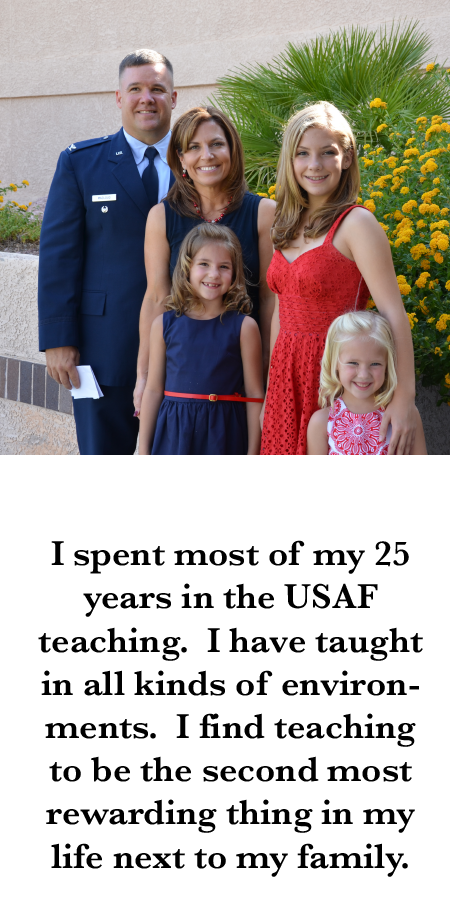 I spent most of my 25
years in the USAF
teaching.  I have taught
in all kinds of environ-
ments.  I find teaching
to be the second most
rewarding thing in my
life next to my family.